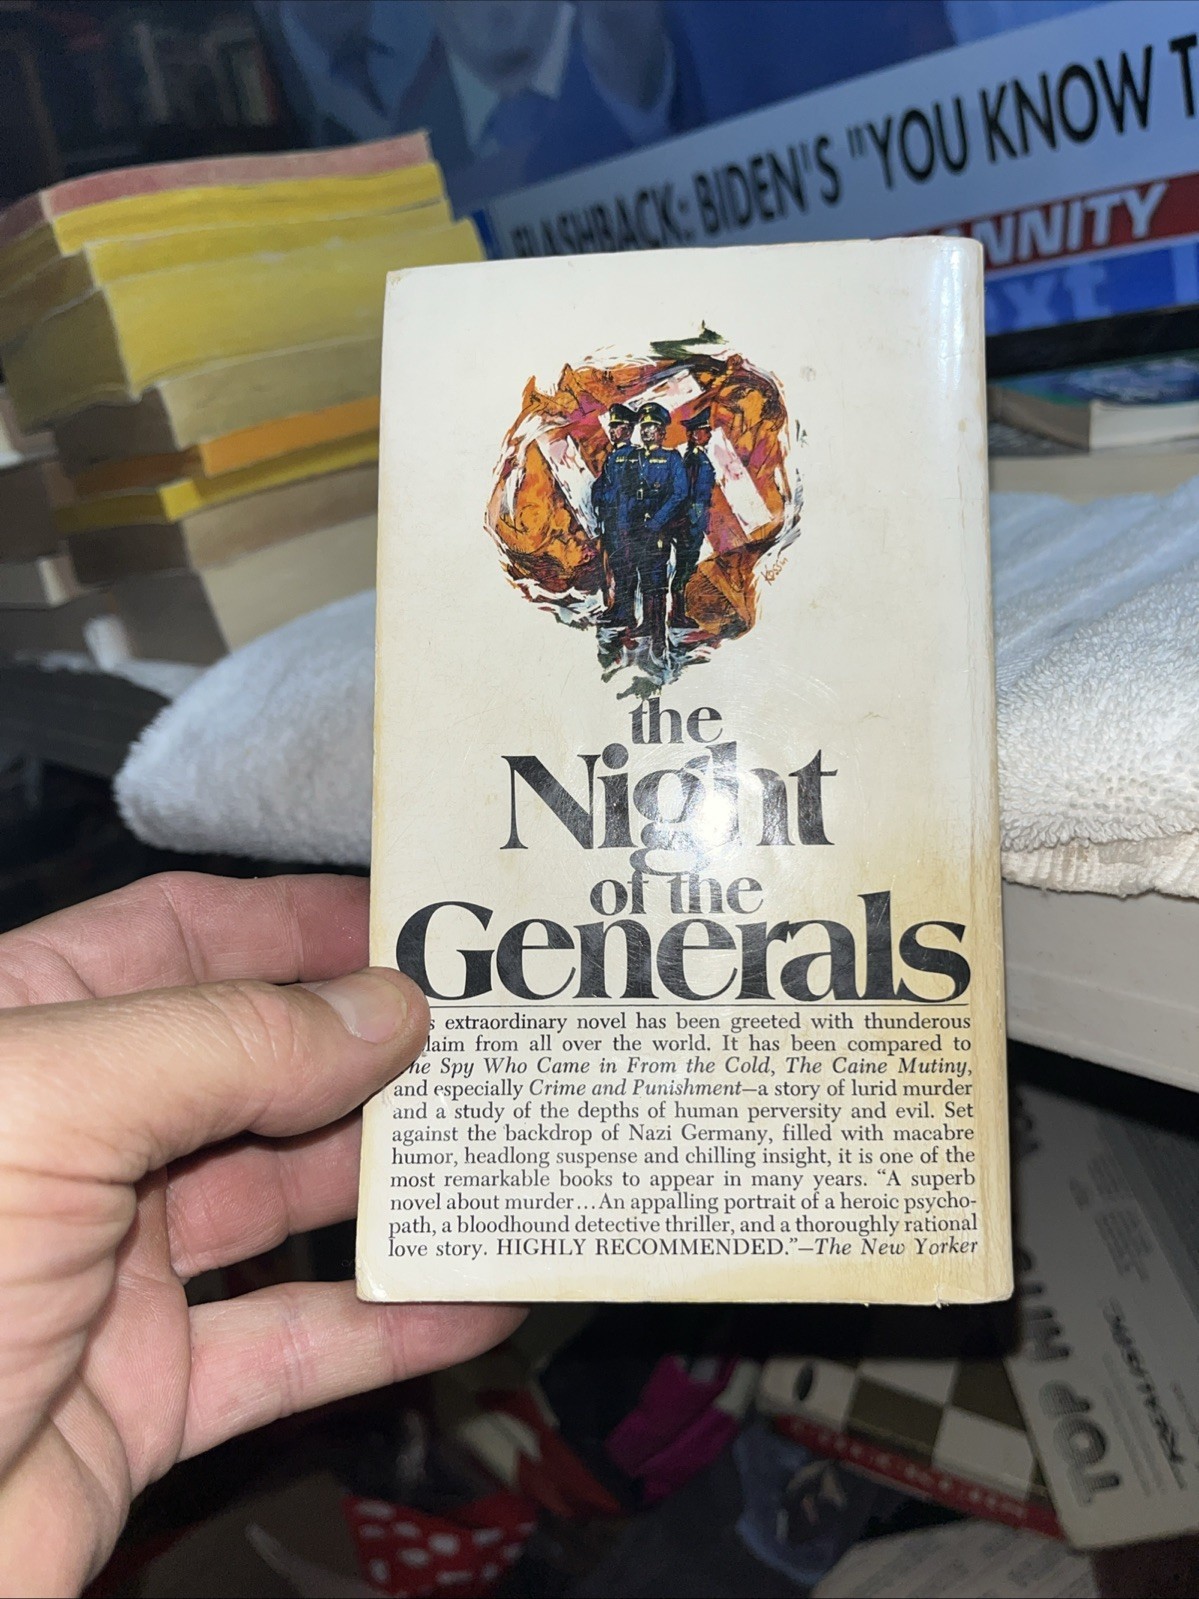 FLASHBACK: BIDEN'S "YOU KNOW T
NNITY
xt
the
Night
of the
Generals
s extraordinary novel has been greeted with thunderous
laim from all over the world. It has been compared to
he Spy Who Came in From the Cold, The Caine Mutiny,
and especially Crime and Punishment—a story of lurid murder
and a study of the depths of human perversity and evil. Set
against the backdrop of Nazi Germany, filled with macabre
humor, headlong suspense and chilling insight, it is one of the
most remarkable books to appear in many years. “A superb
novel about murder...An appalling portrait of a heroic psycho-
path, a bloodhound detective thriller, and a thoroughly rational
love story. HIGHLY RECOMMENDED.”—The New Yorker
TOP